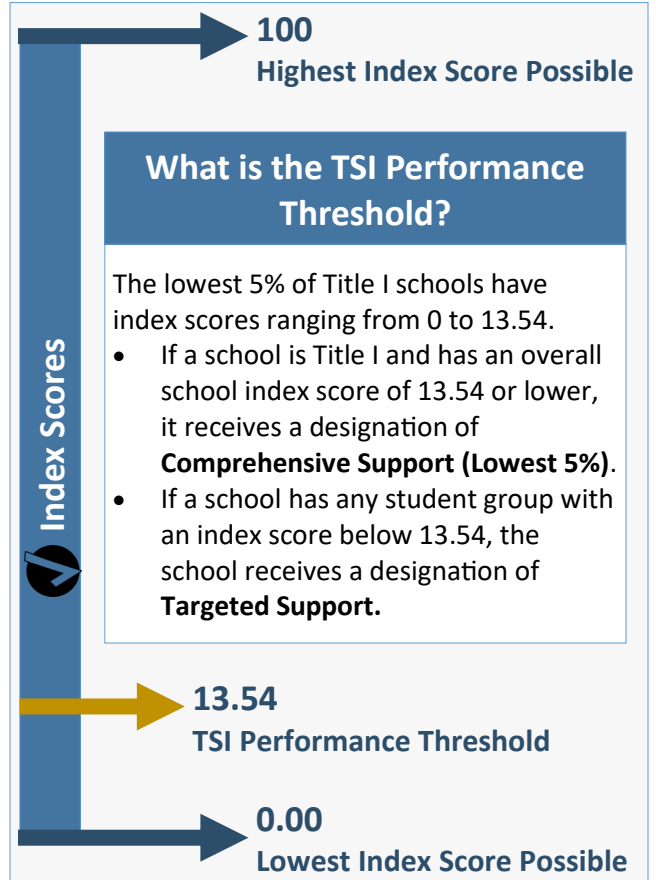 100
Highest Index Score Possible
What is the TSI Performance
Threshold?
The lowest 5% of Title I schools have
index scores ranging from 0 to 13.54.
• If a school is Title I and has an overall
school index score of 13.54 or lower,
it receives a designation of
Comprehensive Support (Lowest 5%).
• If a school has any student group with
an index score below 13.54, the
school receives a designation of
Targeted Support.
Index Scores
13.54
TSI Performance Threshold
0.00
Lowest Index Score Possible